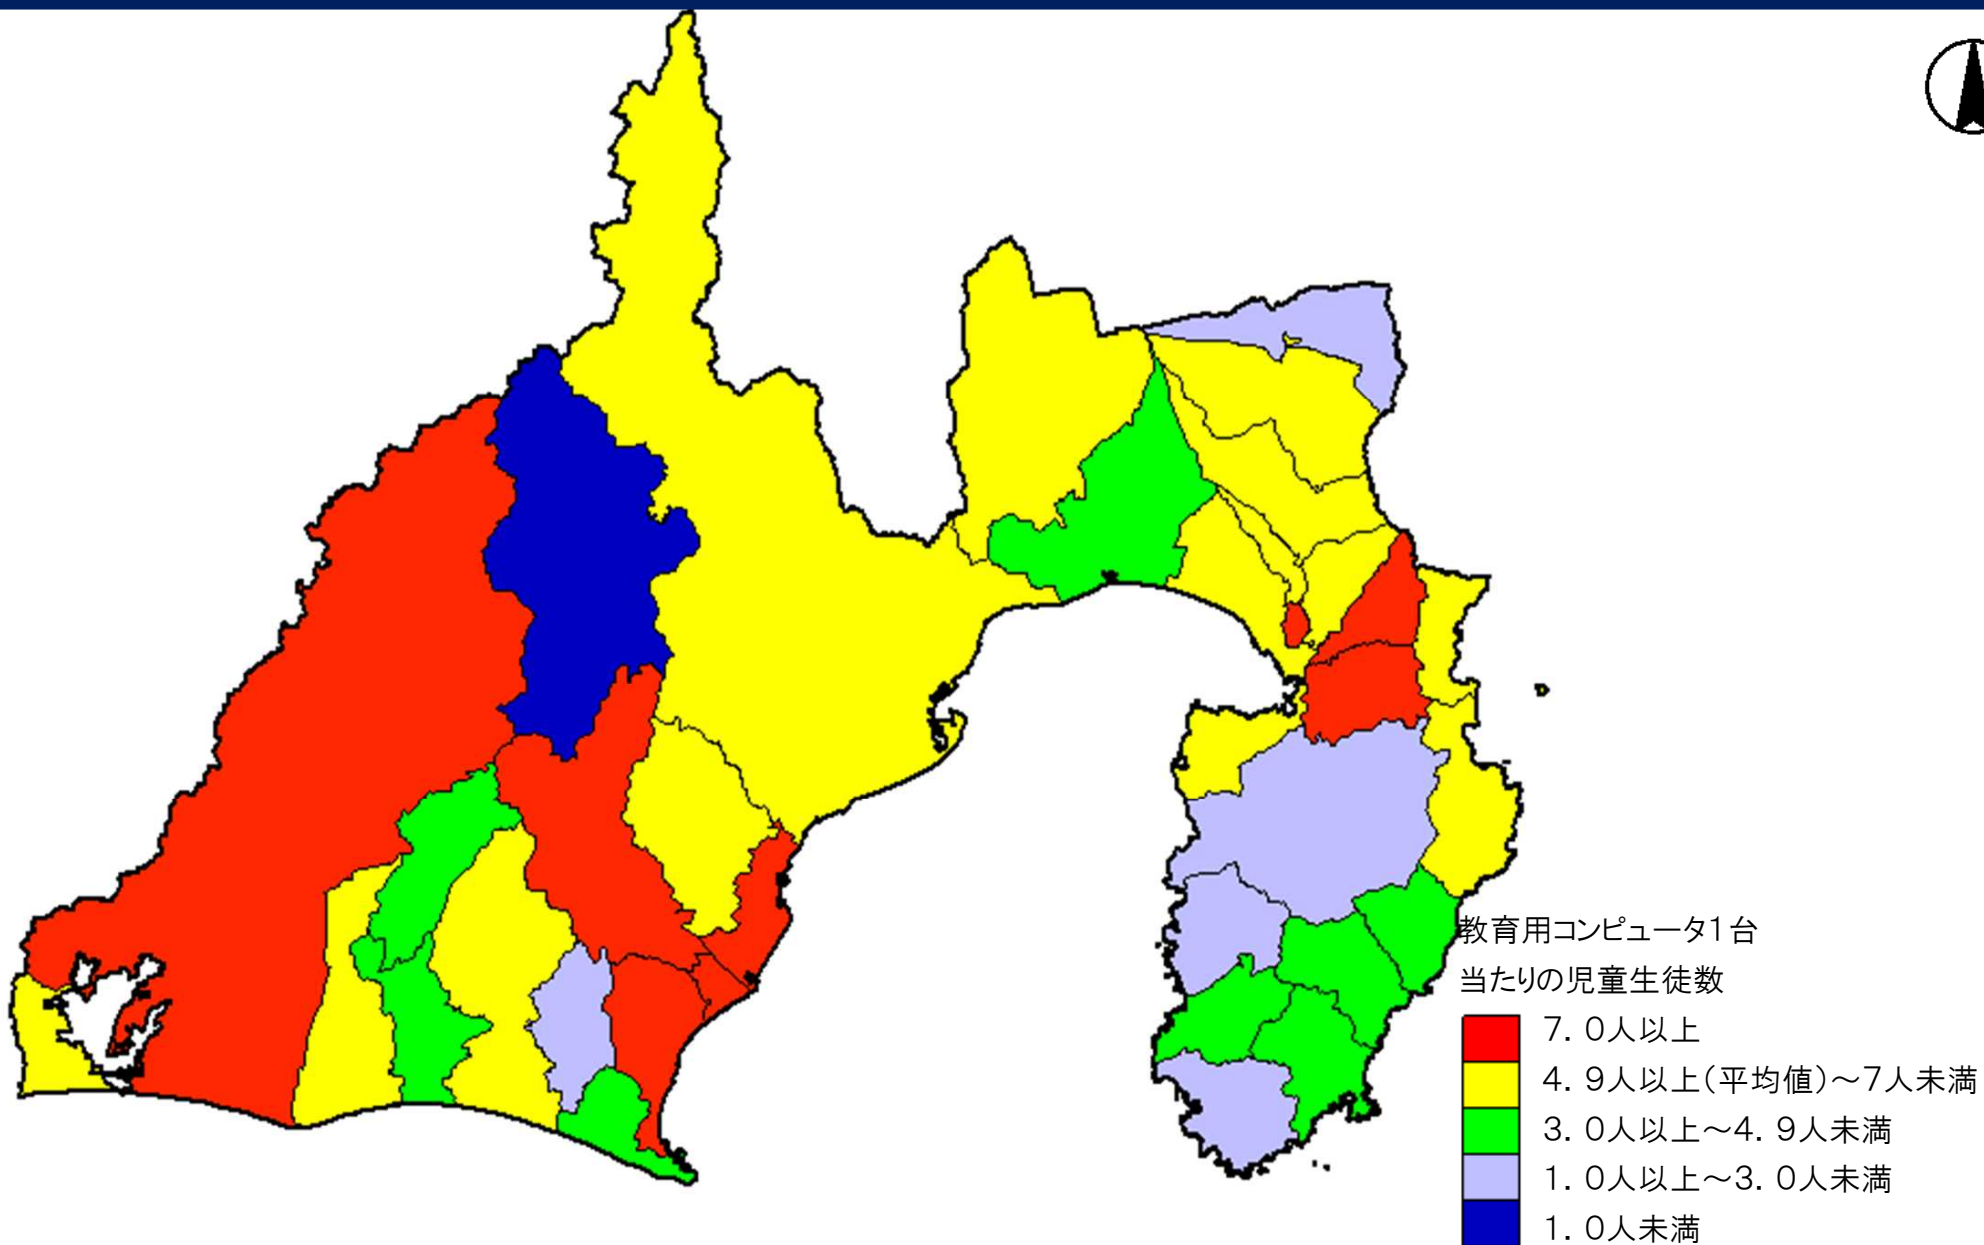 教育用コンピュータ1台
当たりの児童生徒数
７．０人以上
４．９人以上（平均値）～７人未満
３．０人以上～４．９人未満
１．０人以上～３．０人未満
１．０人未満